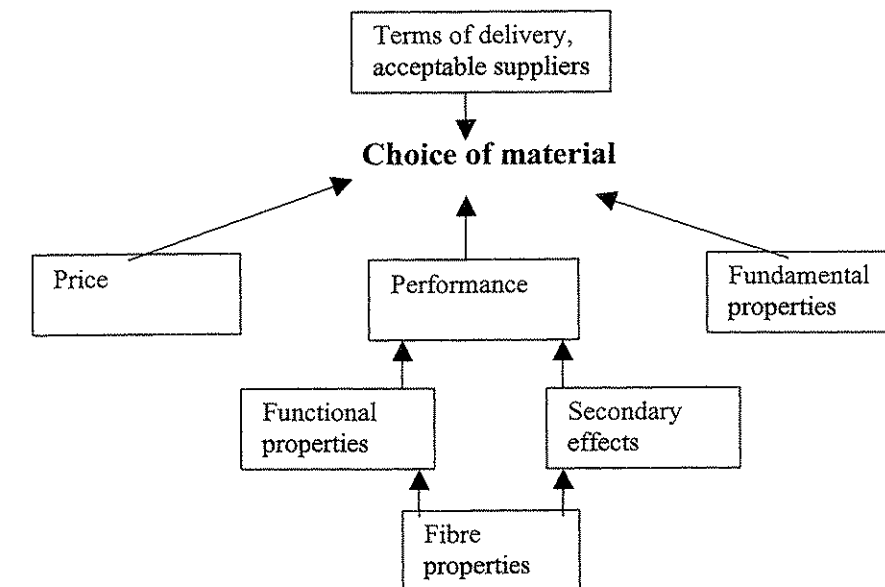 Terms of delivery,
acceptable suppliers
Choice of material
Price
Performance
Fundamental
properties
Functional
properties
Secondary
effects
Fibre
properties